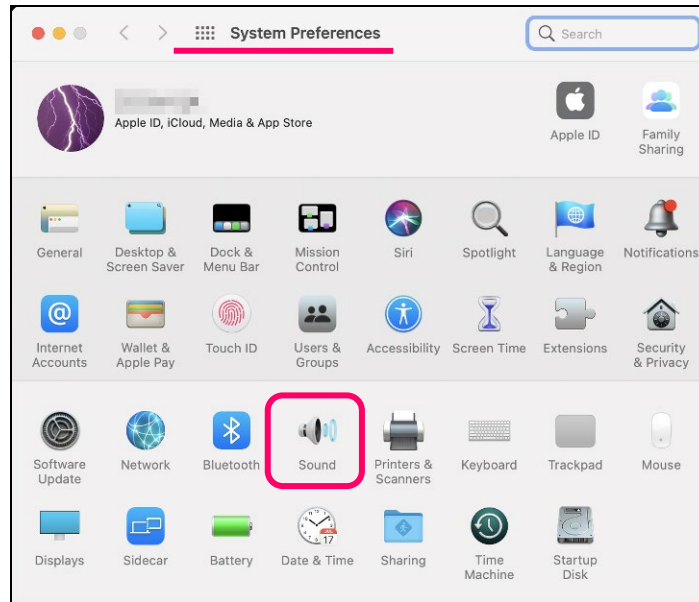 System Preferences
Search
Apple ID, iCloud, Media & App Store
Apple ID
Family
Sharing
General
Desktop &
Screen Saver
Dock &
Menu Bar
Mission
Control
Siri
Spotlight
Language
& Region
Notifications
Internet
Accounts
Wallet &
Apple Pay
Touch ID
Users &
Groups
Accessibility
Screen Time
Extensions
Security
& Privacy
Software
Update
Network
Bluetooth
Sound
Printers &
Scanners
Keyboard
Trackpad
Mouse
Displays
Sidecar
Battery
17
Date & Time
Sharing
Time
Machine
Startup
Disk